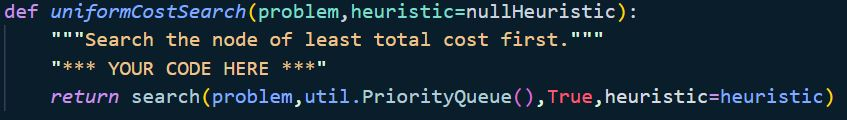 def uniformCostSearch(problem,heuristic=nullHeuristic):
    """Search the node of least total cost first."""
    "*** YOUR CODE HERE ***"
    return search(problem,util.PriorityQueue(),True,heuristic=heuristic)